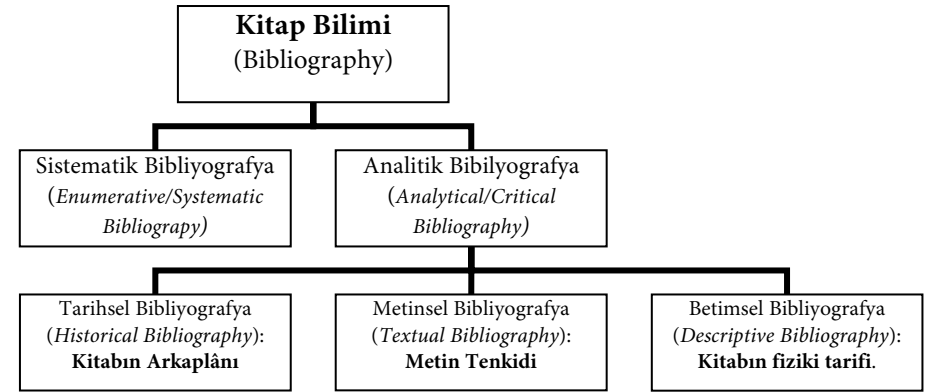 Kitap Bilimi
(Bibliography)
Sistematik Bibliyografya
(Enumerative/Systematic
Bibliograpy)
Analitik Bibilyografya
(Analytical/Critical
Bibliography)
Tarihsel Bibliyografya
(Historical Bibliography):
Kitabın Arkaplânı
Metinsel Bibliyografya
(Textual Bibliography):
Metin Tenkidi
Betimsel Bibliyografya
(Descriptive Bibliography):
Kitabın fiziki tarifi.